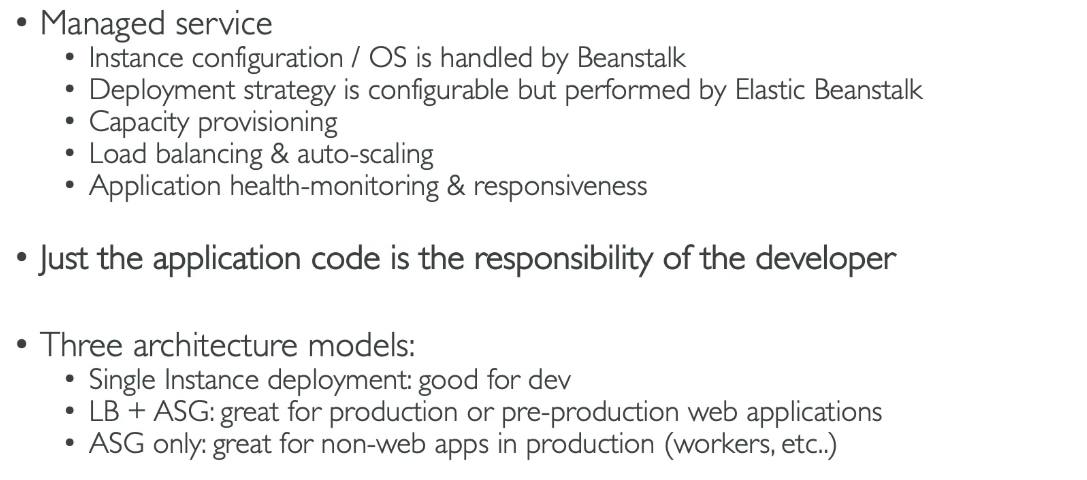 • Managed service
• Instance configuration / OS is handled by Beanstalk
• Deployment strategy is configurable but performed by Elastic Beanstalk
• Capacity provisioning
• Load balancing & auto-scaling
• Application health-monitoring & responsiveness
• Just the application code is the responsibility of the developer
• Three architecture models:
• Single Instance deployment: good for dev
• LB + ASG: great for production or pre-production web applications
• ASG only: great for non-web apps in production (workers, etc..)